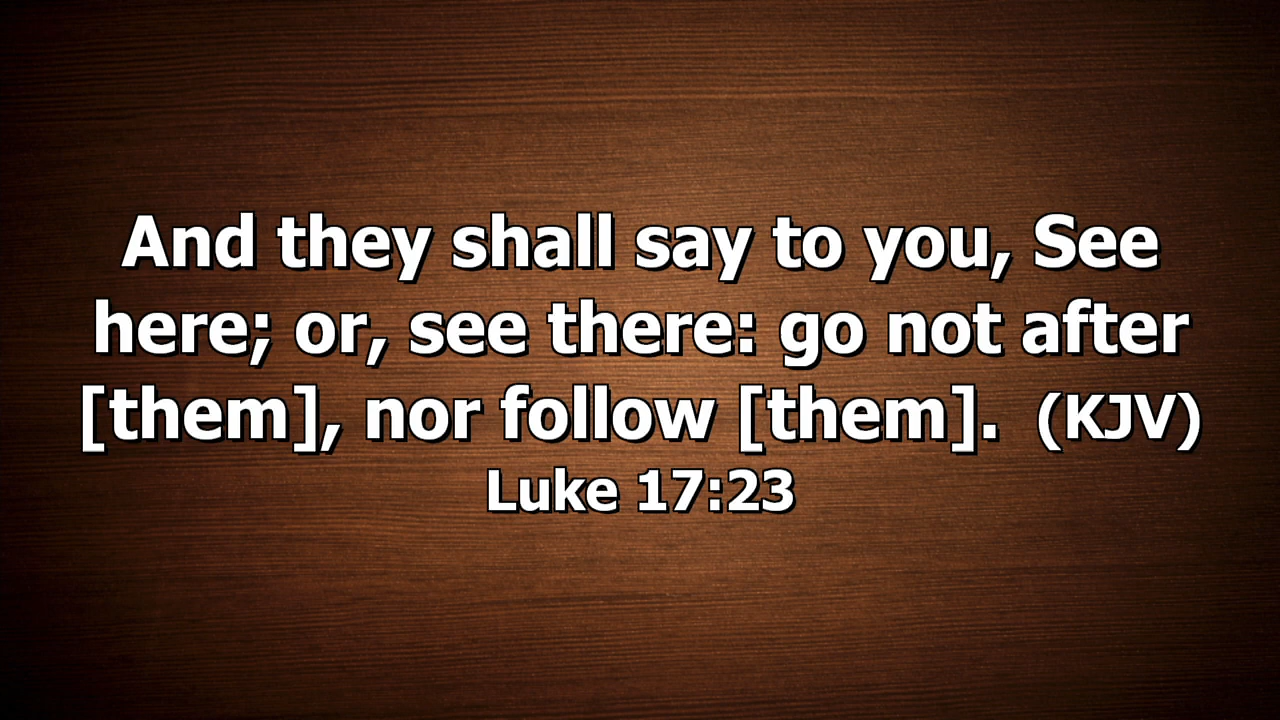 And they shall say to you, See
here; or, see there: go not after
[them], nor follow [them].  (KJV)
Luke 17:23